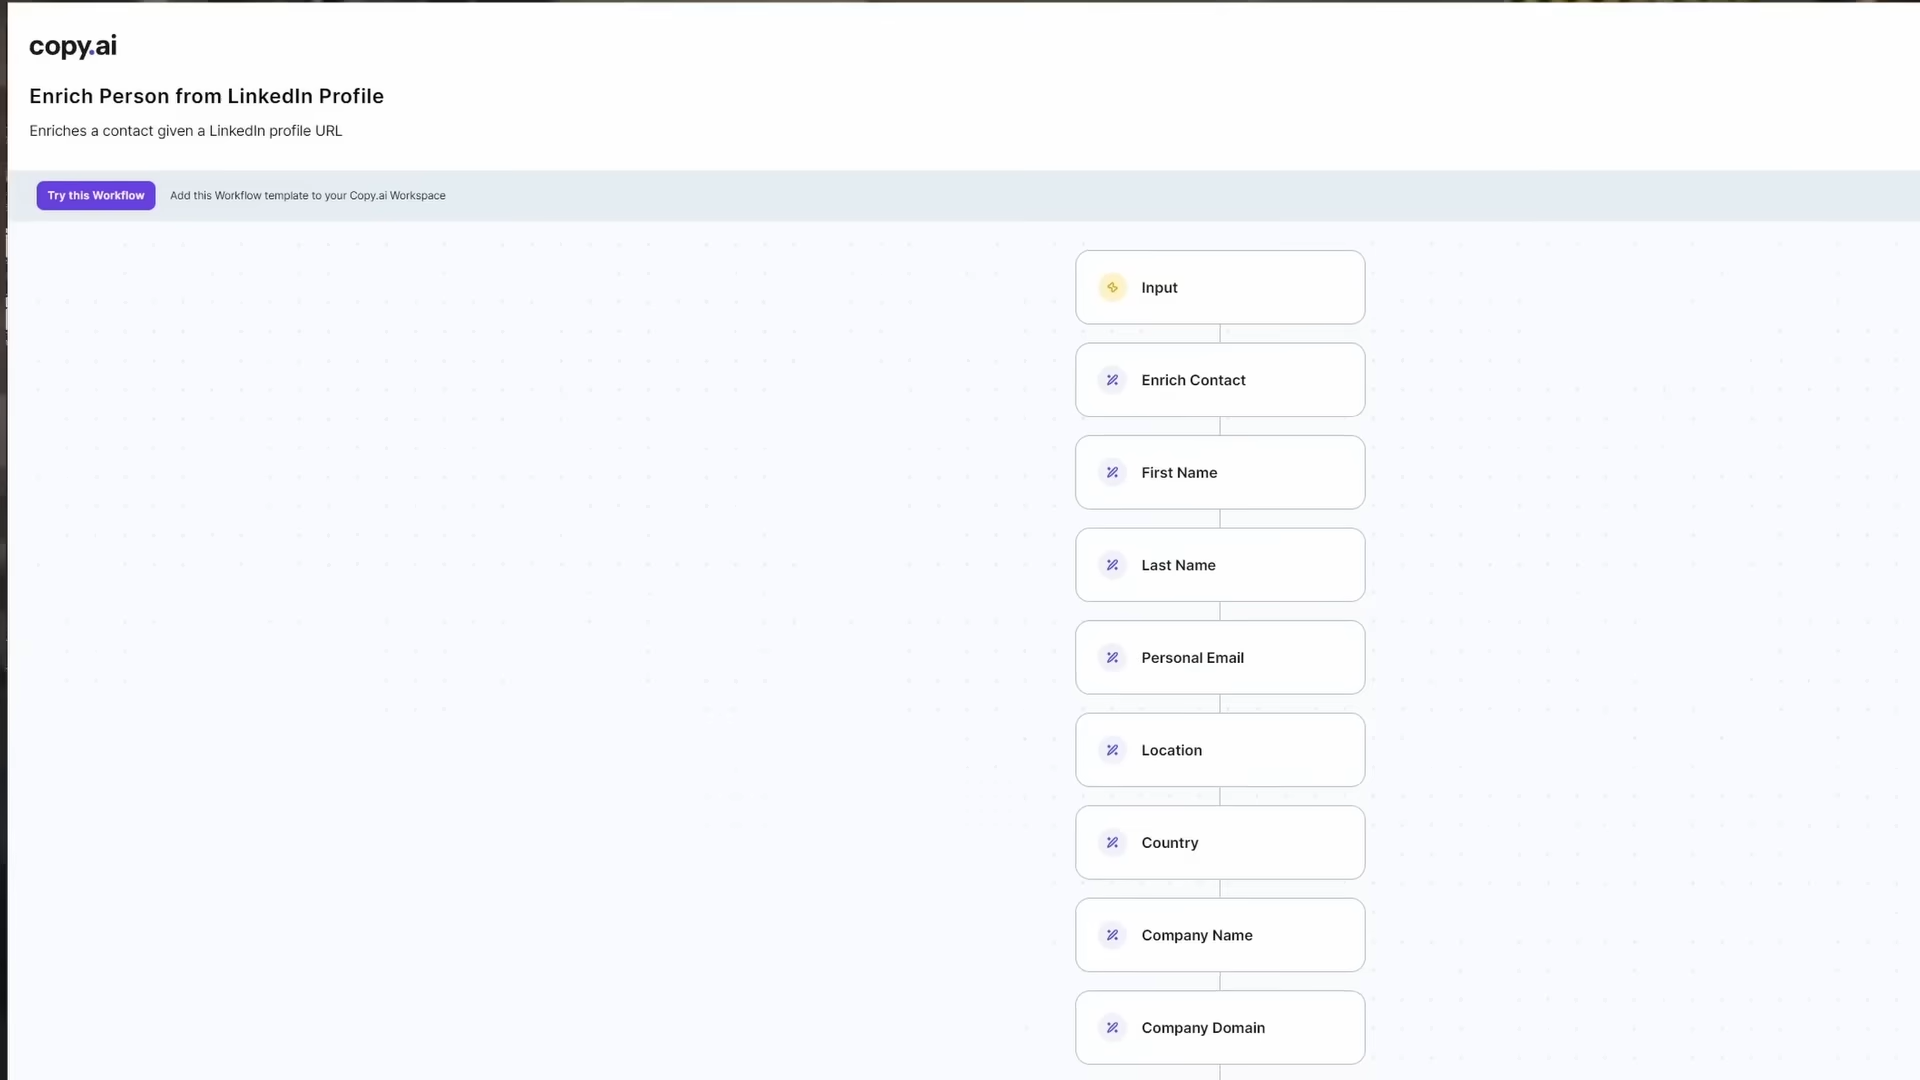 copy.ai
Enrich Person from LinkedIn Profile
Enriches a contact given a LinkedIn profile URL
Try this Workflow
Add this Workflow template to your Copy.ai Workspace
Input
Enrich Contact
First Name
Last Name
Personal Email
Location
Country
Company Name
Company Domain